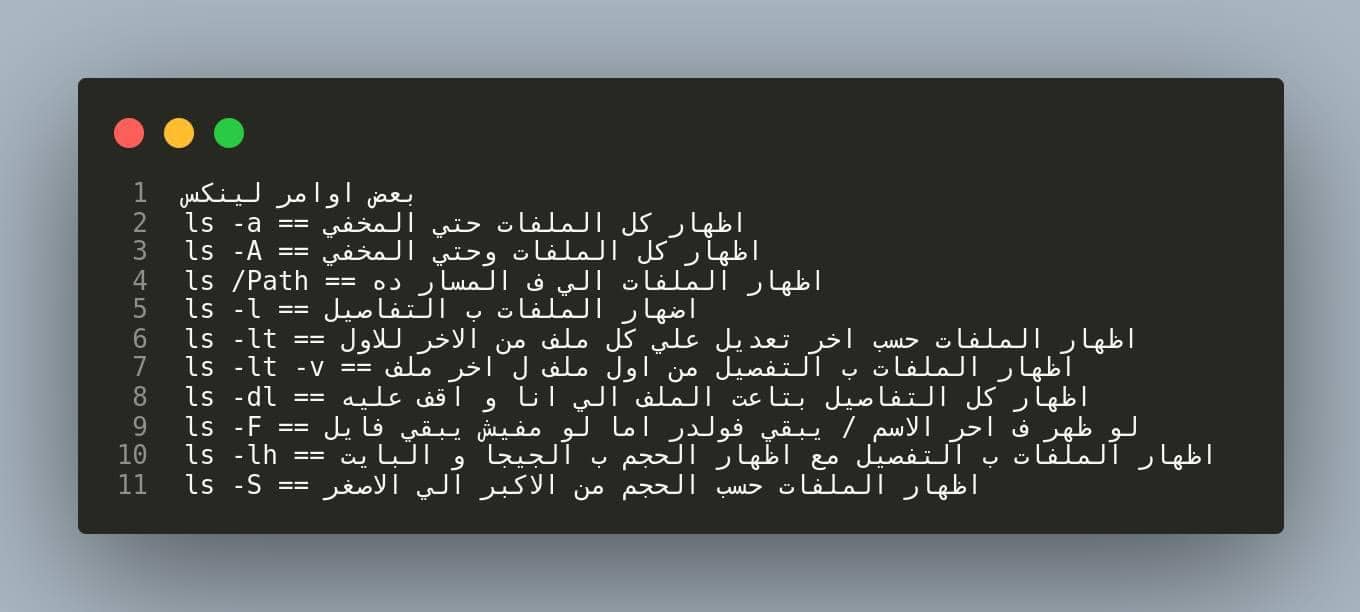 1 بعض اوامر لينكس
2 ls -a == اظهار كل الملفات حتي المخفي
3 ls -A == اظهار كل الملفات وحتي المخفي
4 ls /Path == اظهار الملفات الي ف المسار ده
5 ls -l == اضهار الملفات ب التفاصيل
6 ls -lt == اظهار الملفات حسب اخر تعديل علي كل ملف من الاخر للاول
7 ls -lt -v == اظهار الملفات ب التفصيل من اول ملف ل اخر ملف
8 ls -dl == اظهار كل التفاصيل بتاعت الملف الي انا و اقف عليه
9 ls -F == لو ظهر ف احر الاسم / يبقي فولدر اما لو مفيش يبقي فايل
10 ls -lh == اظهار الملفات ب التفصيل مع اظهار الحجم ب الجيجا و البايت
11 ls -S == اظهار الملفات حسب الحجم من الاكبر الي الاصغر